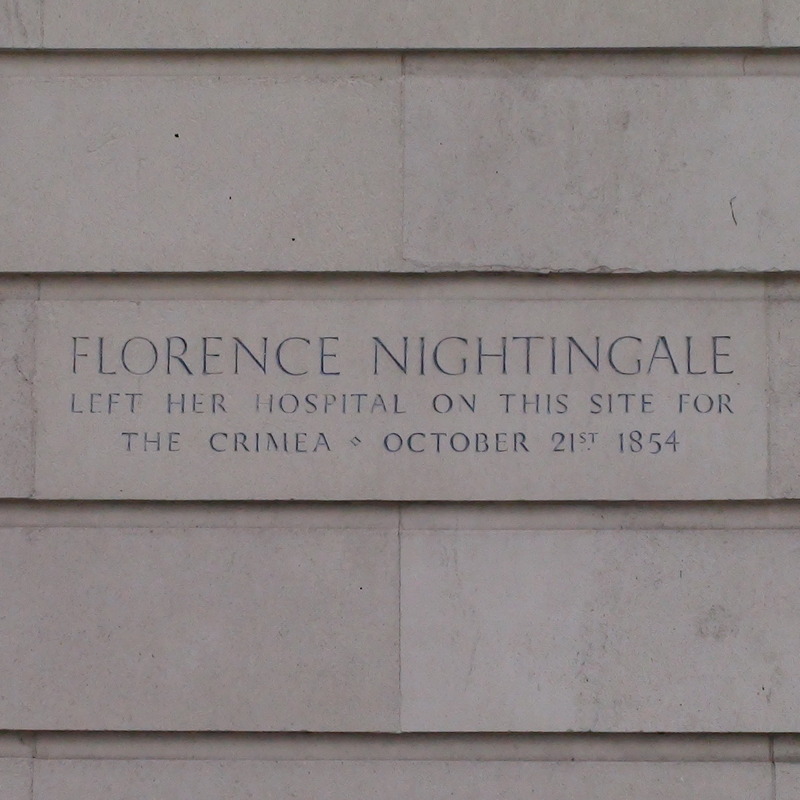 FLORENCE NIGHTINGALE
LEFT HER HOSPITAL ON THIS SITE FOR
THE CRIMEA ⋄ OCTOBER 21ST 1854